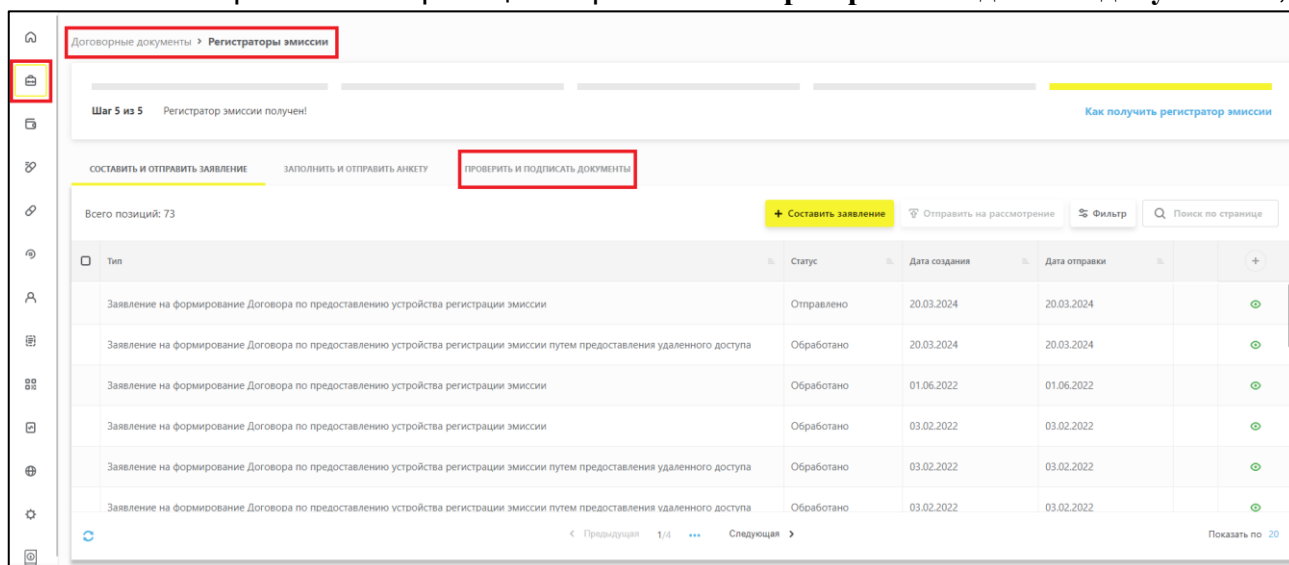 Договорные документы > Регистраторы эмиссии
Шаг 5 из 5 Регистратор эмиссии получен! Как получить регистратор эмиссии
СОСТАВИТЬ И ОТПРАВИТЬ ЗАЯВЛЕНИЕ ЗАПОЛНИТЬ И ОТПРАВИТЬ АНКЕТУ ПРОВЕРИТЬ И ПОДПИСАТЬ ДОКУМЕНТЫ
Всего позиций: 73 + Составить заявление Отправить на рассмотрение Фильтр Поиск по странице
Тип Статус Дата создания Дата отправки
Заявление на формирование Договора по предоставлению устройства регистрации эмиссии Отправлено 20.03.2024 20.03.2024
Заявление на формирование Договора по предоставлению устройства регистрации эмиссии путем предоставления удаленного доступа Обработано 20.03.2024 20.03.2024
Заявление на формирование Договора по предоставлению устройства регистрации эмиссии Обработано 01.06.2022 01.06.2022
Заявление на формирование Договора по предоставлению устройства регистрации эмиссии Обработано 03.02.2022 03.02.2022
Заявление на формирование Договора по предоставлению устройства регистрации эмиссии путем предоставления удаленного доступа Обработано 03.02.2022 03.02.2022
Заявление на формирование Договора по предоставлению устройства регистрации эмиссии путем предоставления удаленного доступа Обработано 03.02.2022 03.02.2022
< Предыдущая 1/4 ••• Следующая > Показать по 20